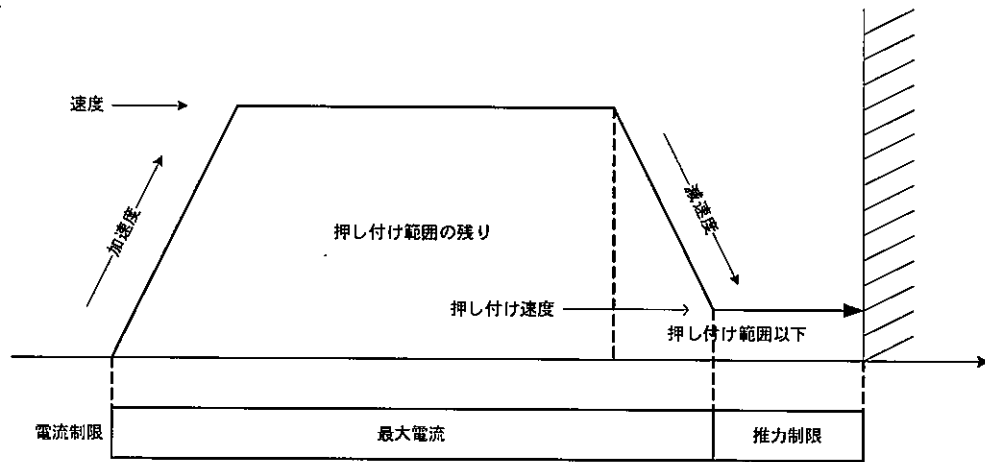 速度
加速度
押し付け範囲の残り
減速度
押し付け速度
押し付け範囲以下
電流制限
最大電流
推力制限